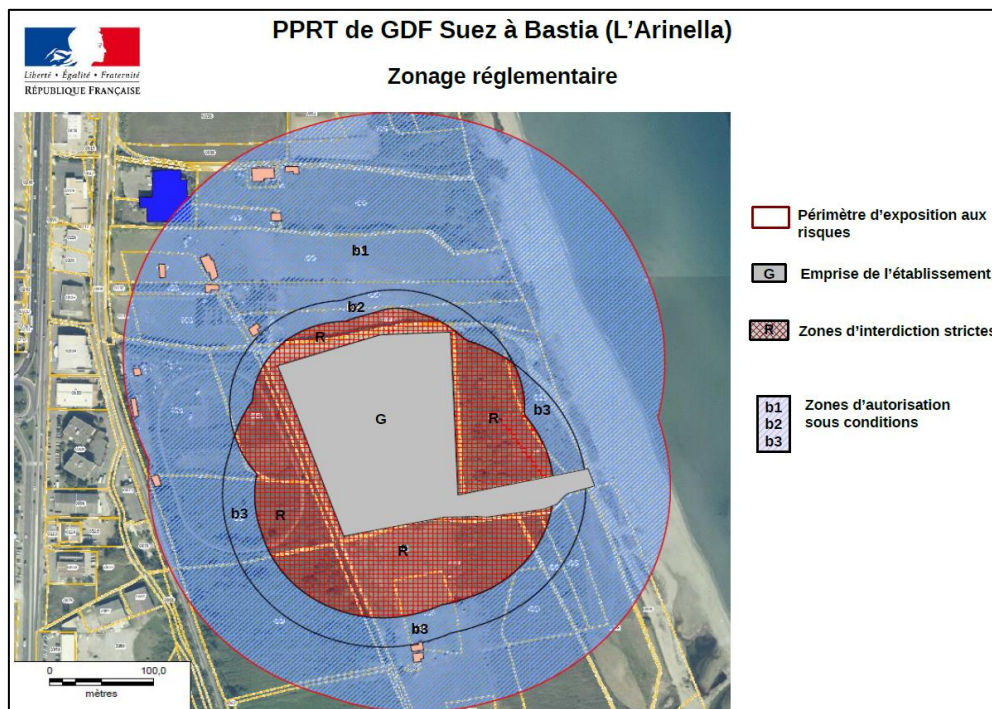 PPRT de GDF Suez à Bastia (L'Arinella)
Zonage réglementaire
Liberté • Égalité • Fraternité
RÉPUBLIQUE FRANÇAISE
b1
b2
R
G
R
b3
b3
R
R
b3
0 100,0
mètres
Périmètre d'exposition aux
risques
G Emprise de l'établissement
R Zones d'interdiction strictes
b1
b2
b3
Zones d'autorisation
sous conditions